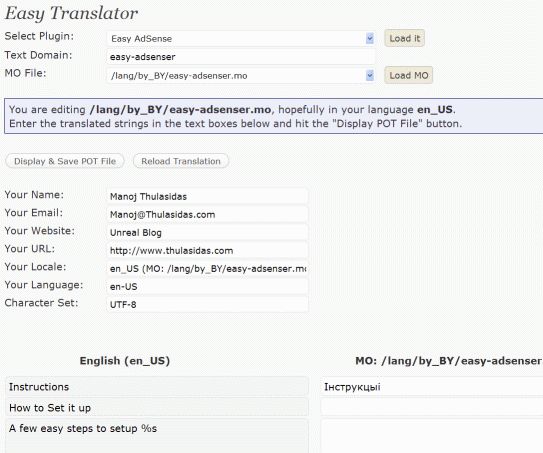 Easy Translator
Select Plugin: Easy AdSense Load it
Text Domain: easy-adsenser
MO File: /lang/by_BY/easy-adsenser.mo Load MO
You are editing /lang/by_BY/easy-adsenser.mo, hopefully in your language en_US.
Enter the translated strings in the text boxes below and hit the "Display POT File" button.
Display & Save POT File Reload Translation
Your Name: Manoj Thulasidas
Your Email: Manoj@Thulasidas.com
Your Website: Unreal Blog
Your URL: http://www.thulasidas.com
Your Locale: en_US (MO: /lang/by_BY/easy-adsenser.mo
Your Language: en-US
Character Set: UTF-8
English (en_US) MO: /lang/by_BY/easy-adsenser
Instructions Інструкцыі
How to Set it up
A few easy steps to setup %s